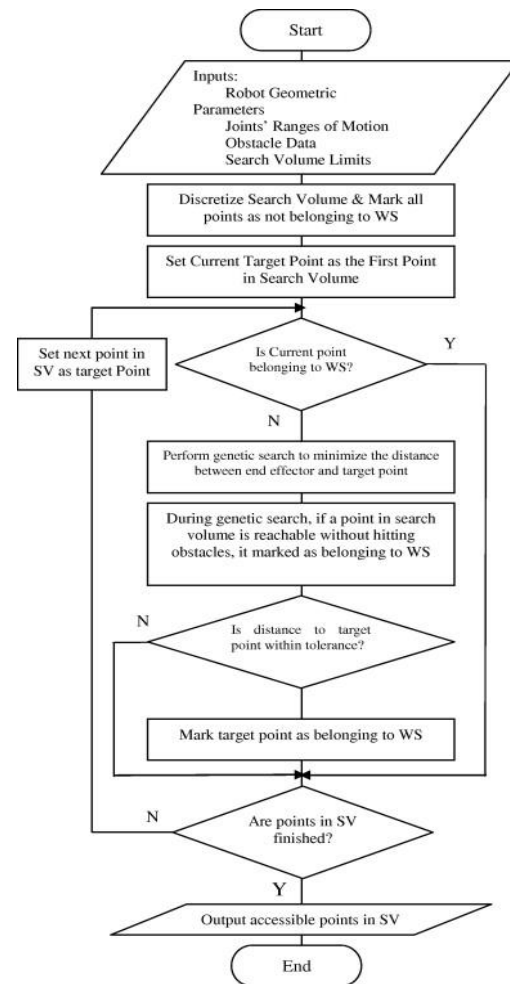 Start
Inputs:
Robot Geometric
Parameters
Joints' Ranges of Motion
Obstacle Data
Search Volume Limits
Discretize Search Volume & Mark all
points as not belonging to WS
Set Current Target Point as the First Point
in Search Volume
Set next point in
SV as target Point
Is Current point
belonging to WS?
Y
N
Perform genetic search to minimize the distance
between end effector and target point
During genetic search, if a point in search
volume is reachable without hitting
obstacles, it marked as belonging to WS
N
Is distance to target
point within tolerance?
Mark target point as belonging to WS
N
Are points in SV
finished?
Y
Output accessible points in SV
End